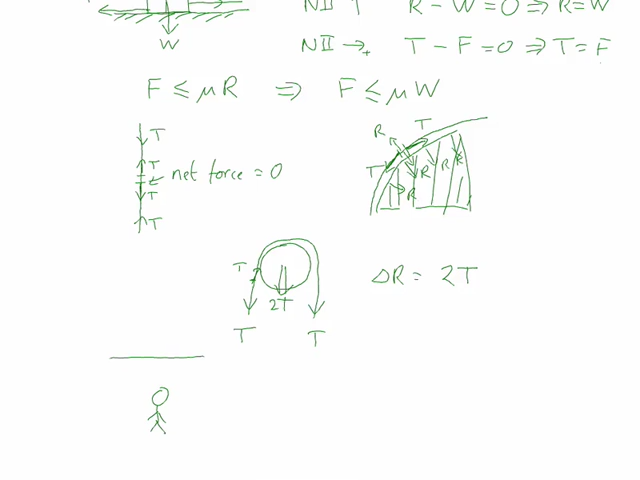 NII ↑ R - W = 0 ⇒ R = W
W
NII →+ T - F = 0 ⇒ T = F
F ≤ μR ⇒ F ≤ μW
T
T
net force = 0
T
T
R
T
T
R
R
R
R
T
2T
T
T
ΔR = 2T